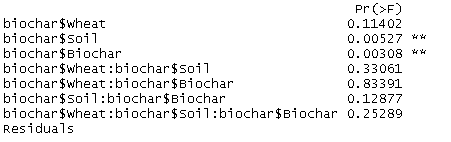 Pr(>F)
biochar$Wheat 0.11402
biochar$Soil 0.00527 **
biochar$Biochar 0.00308 **
biochar$Wheat:biochar$Soil 0.33061
biochar$Wheat:biochar$Biochar 0.83391
biochar$Soil:biochar$Biochar 0.12877
biochar$Wheat:biochar$Soil:biochar$Biochar 0.25289
Residuals